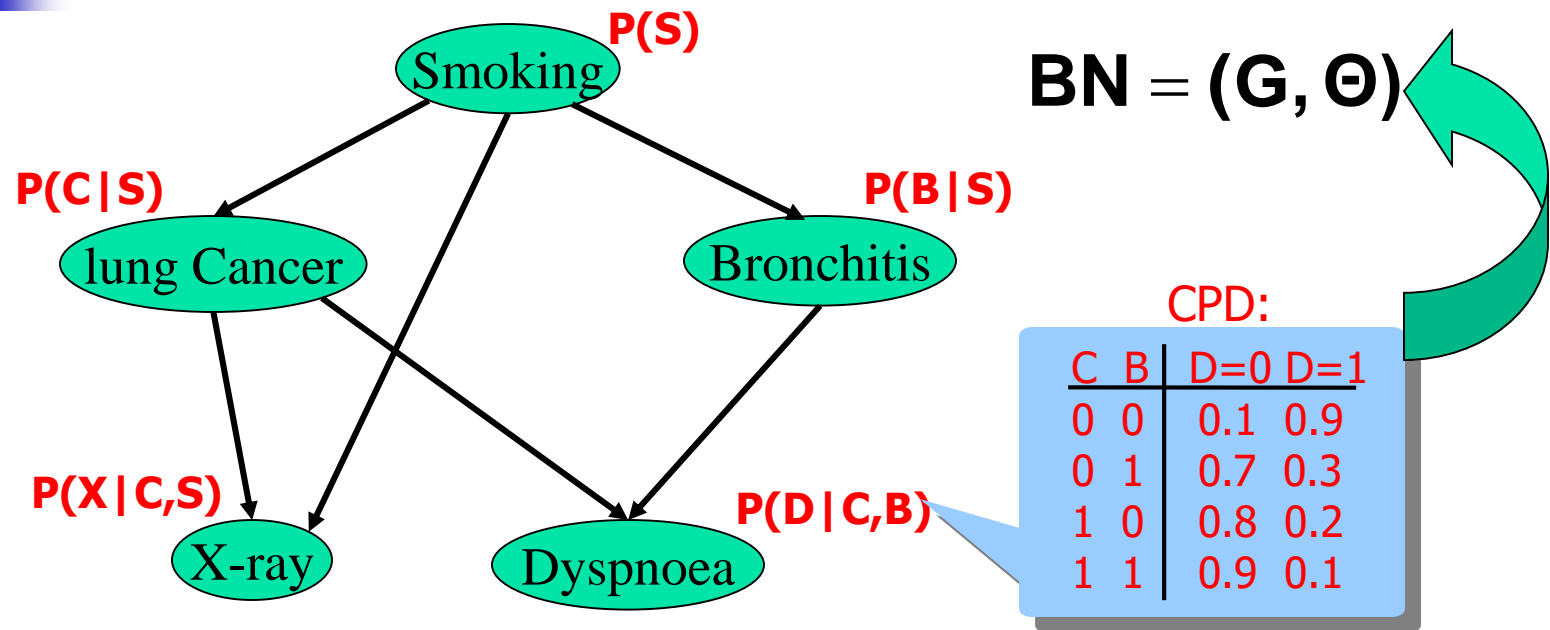 P(S)
Smoking
BN = (G, Θ)
P(C|S)
P(B|S)
lung Cancer
Bronchitis
CPD:
C B D=0 D=1
0 0 0.1 0.9
0 1 0.7 0.3
1 0 0.8 0.2
1 1 0.9 0.1
P(X|C,S)
P(D|C,B)
X-ray
Dyspnoea